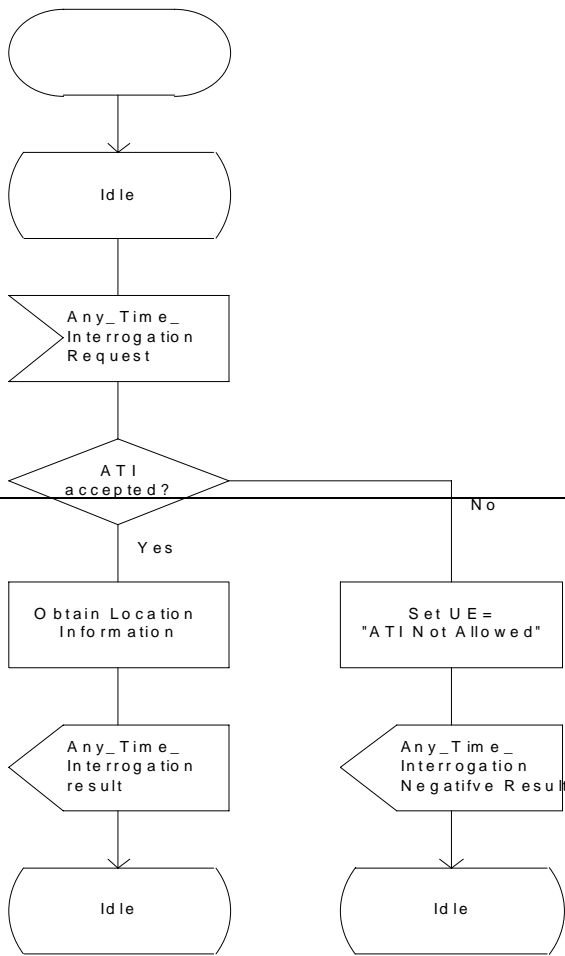 Idle
Any_Time_
Interrogation
Request
ATI
accepted?
No
Yes
Obtain Location
Information
Set UE=
"ATI Not Allowed"
Any_Time_
Interrogation
result
Any_Time_
Interrogation
Negatifve Result
Idle
Idle